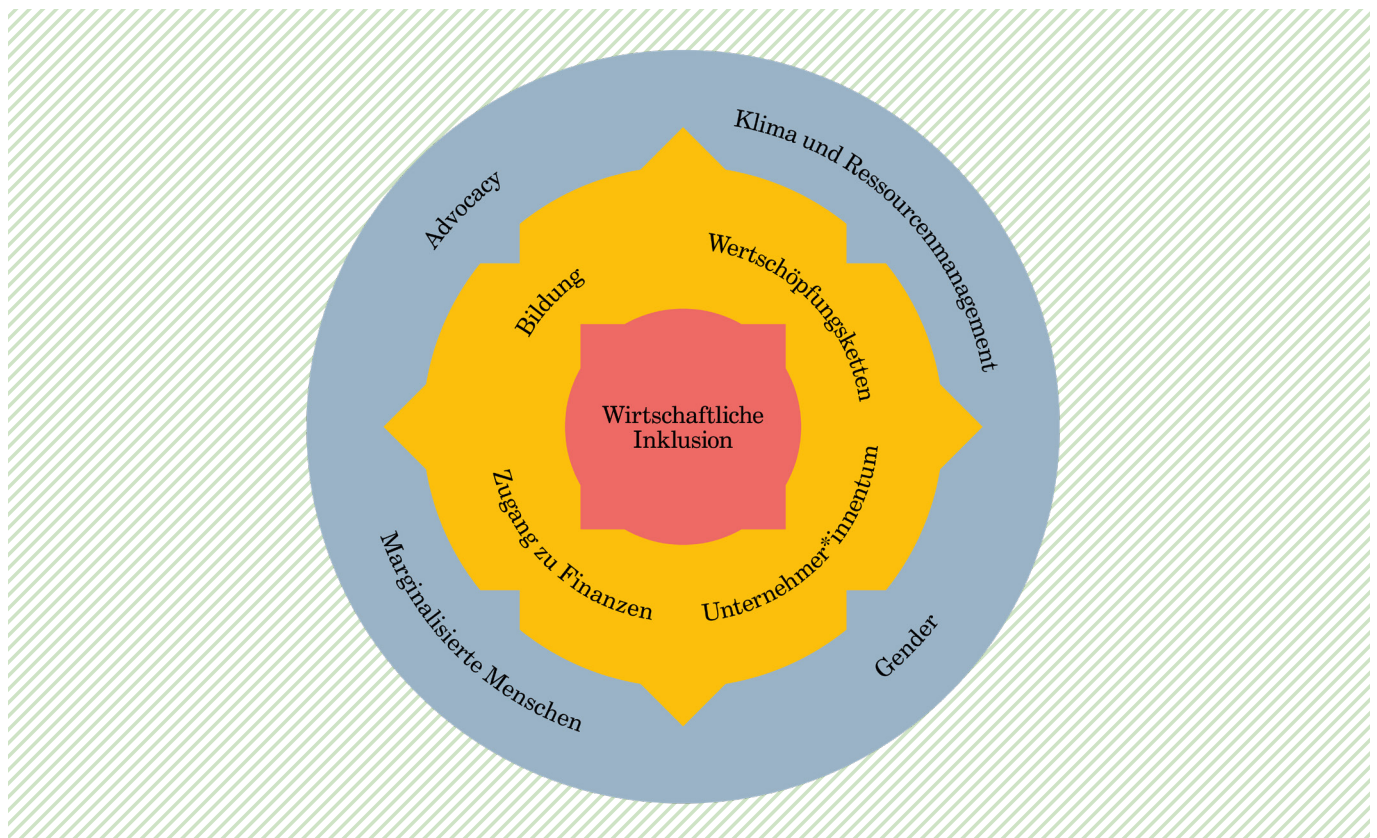 Klima und Ressourcenmanagement
Advocacy
Wertschöpfungsketten
Bildung
Wirtschaftliche
Inklusion
Zugang zu Finanzen
Unternehmer*innentum
Marginalisierte Menschen
Gender